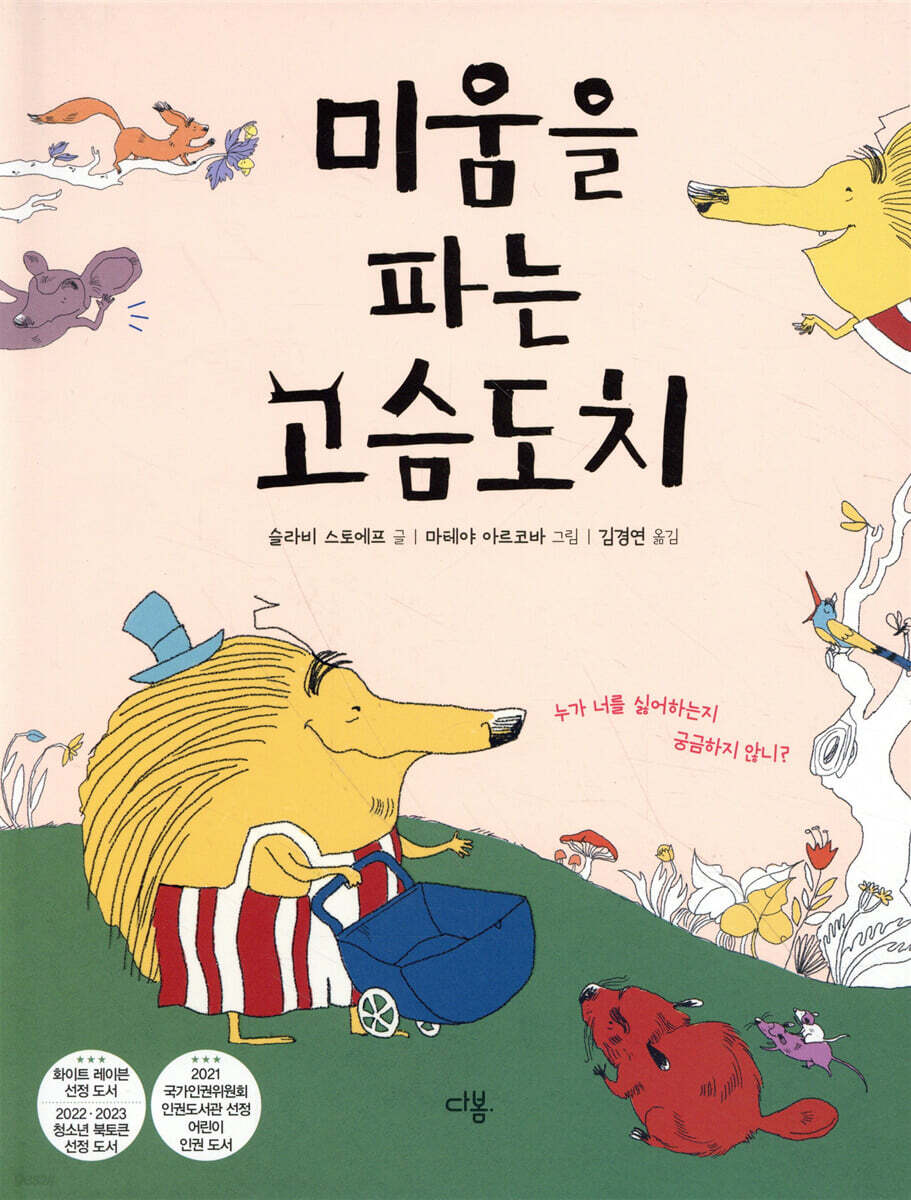 미움을
파는
고슴도치
슬라비 스토에프 글 | 마테야 아르코바 그림 | 김경연 옮김
누가 너를 싫어하는지
궁금하지 않니?
★★★
화이트 레이븐
선정 도서
2022·2023
청소년 북토큰
선정 도서
★★★
2021
국가인권위원회
인권도서관 선정
어린이
인권 도서
다봄.